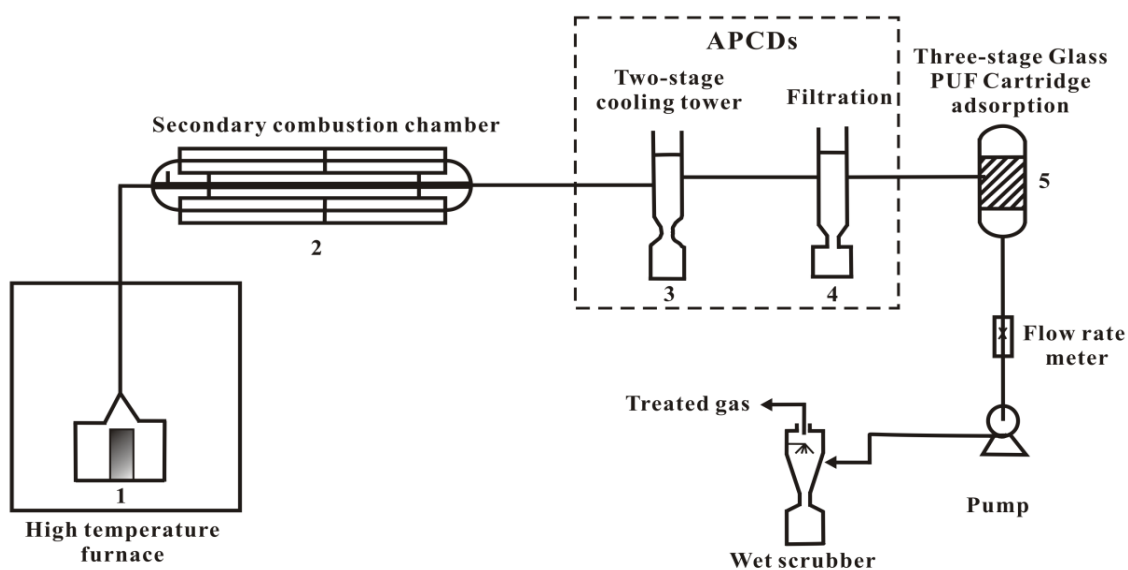 APCDs
Two-stage
cooling tower
Filtration
Three-stage Glass
PUF Cartridge
adsorption
Secondary combustion chamber
5
2
3
4
Flow rate
meter
Treated gas
1
Pump
High temperature
furnace
Wet scrubber